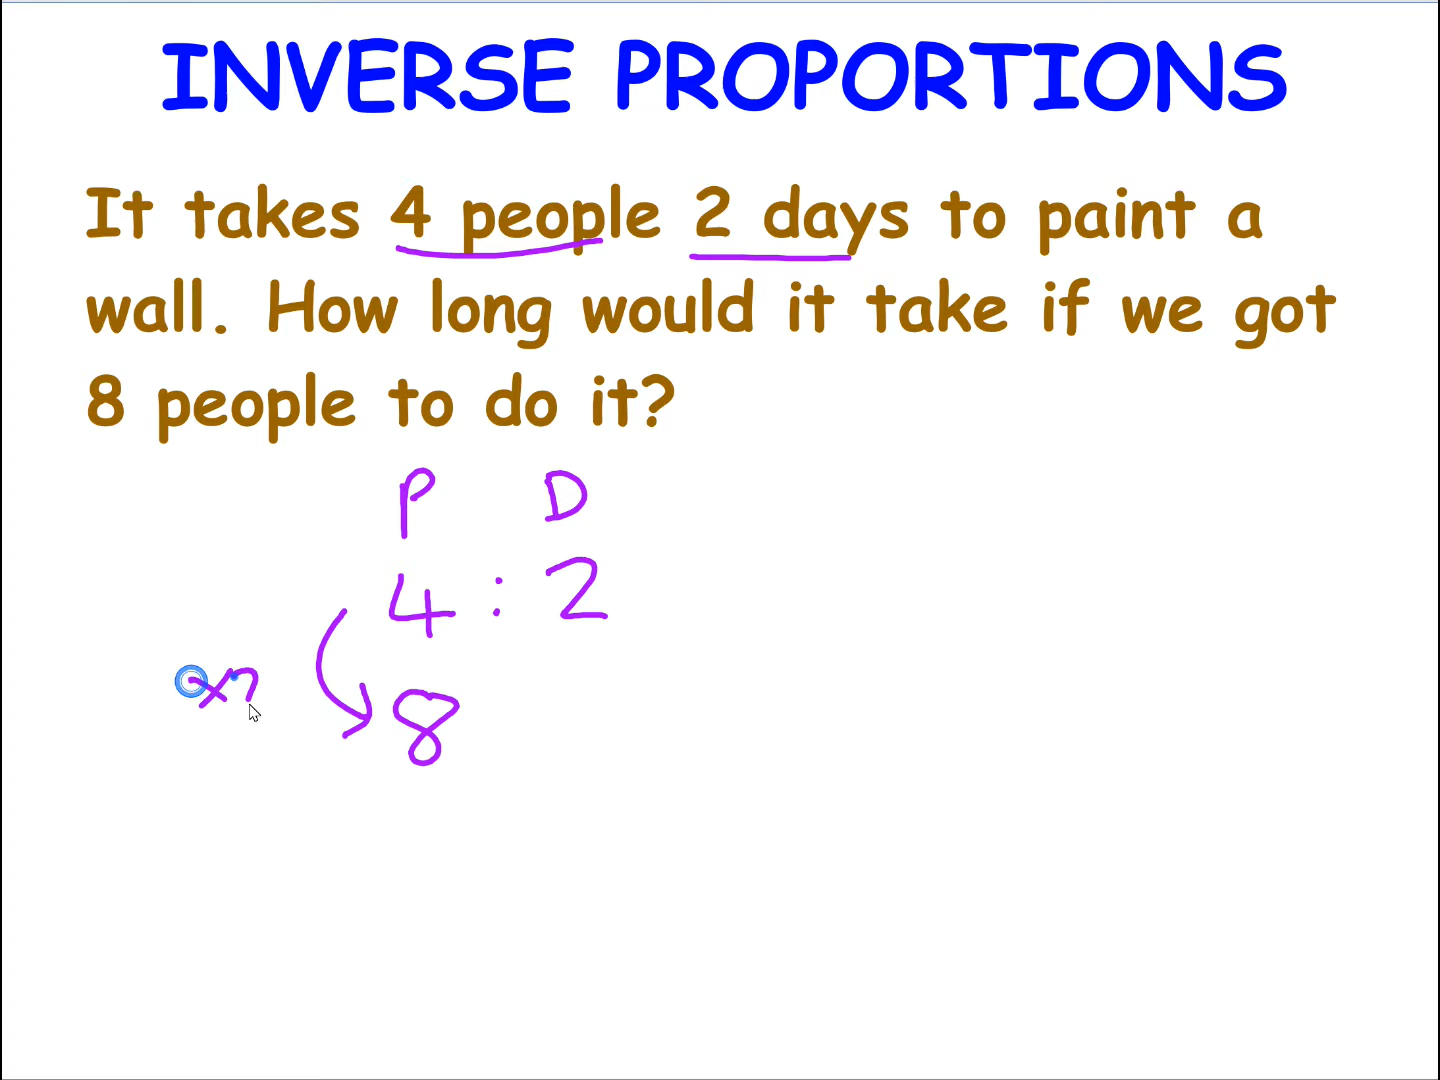 INVERSE PROPORTIONS
It takes 4 people 2 days to paint a
wall. How long would it take if we got
8 people to do it?
P D
4 : 2
8